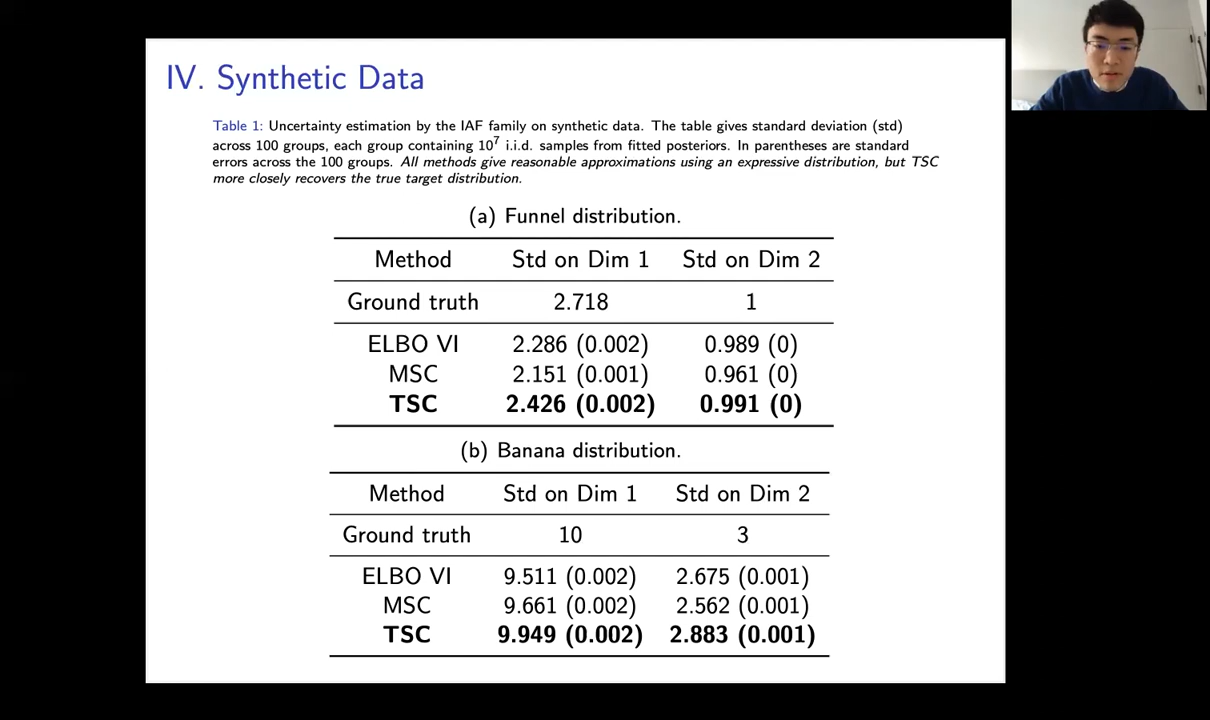 IV. Synthetic Data
Table 1: Uncertainty estimation by the IAF family on synthetic data. The table gives standard deviation (std)
across 100 groups, each group containing 10^7 i.i.d. samples from fitted posteriors. In parentheses are standard
errors across the 100 groups. All methods give reasonable approximations using an expressive distribution, but TSC
more closely recovers the true target distribution.
(a) Funnel distribution.
Method Std on Dim 1 Std on Dim 2
Ground truth 2.718 1
ELBO VI 2.286 (0.002) 0.989 (0)
MSC 2.151 (0.001) 0.961 (0)
TSC 2.426 (0.002) 0.991 (0)
(b) Banana distribution.
Method Std on Dim 1 Std on Dim 2
Ground truth 10 3
ELBO VI 9.511 (0.002) 2.675 (0.001)
MSC 9.661 (0.002) 2.562 (0.001)
TSC 9.949 (0.002) 2.883 (0.001)